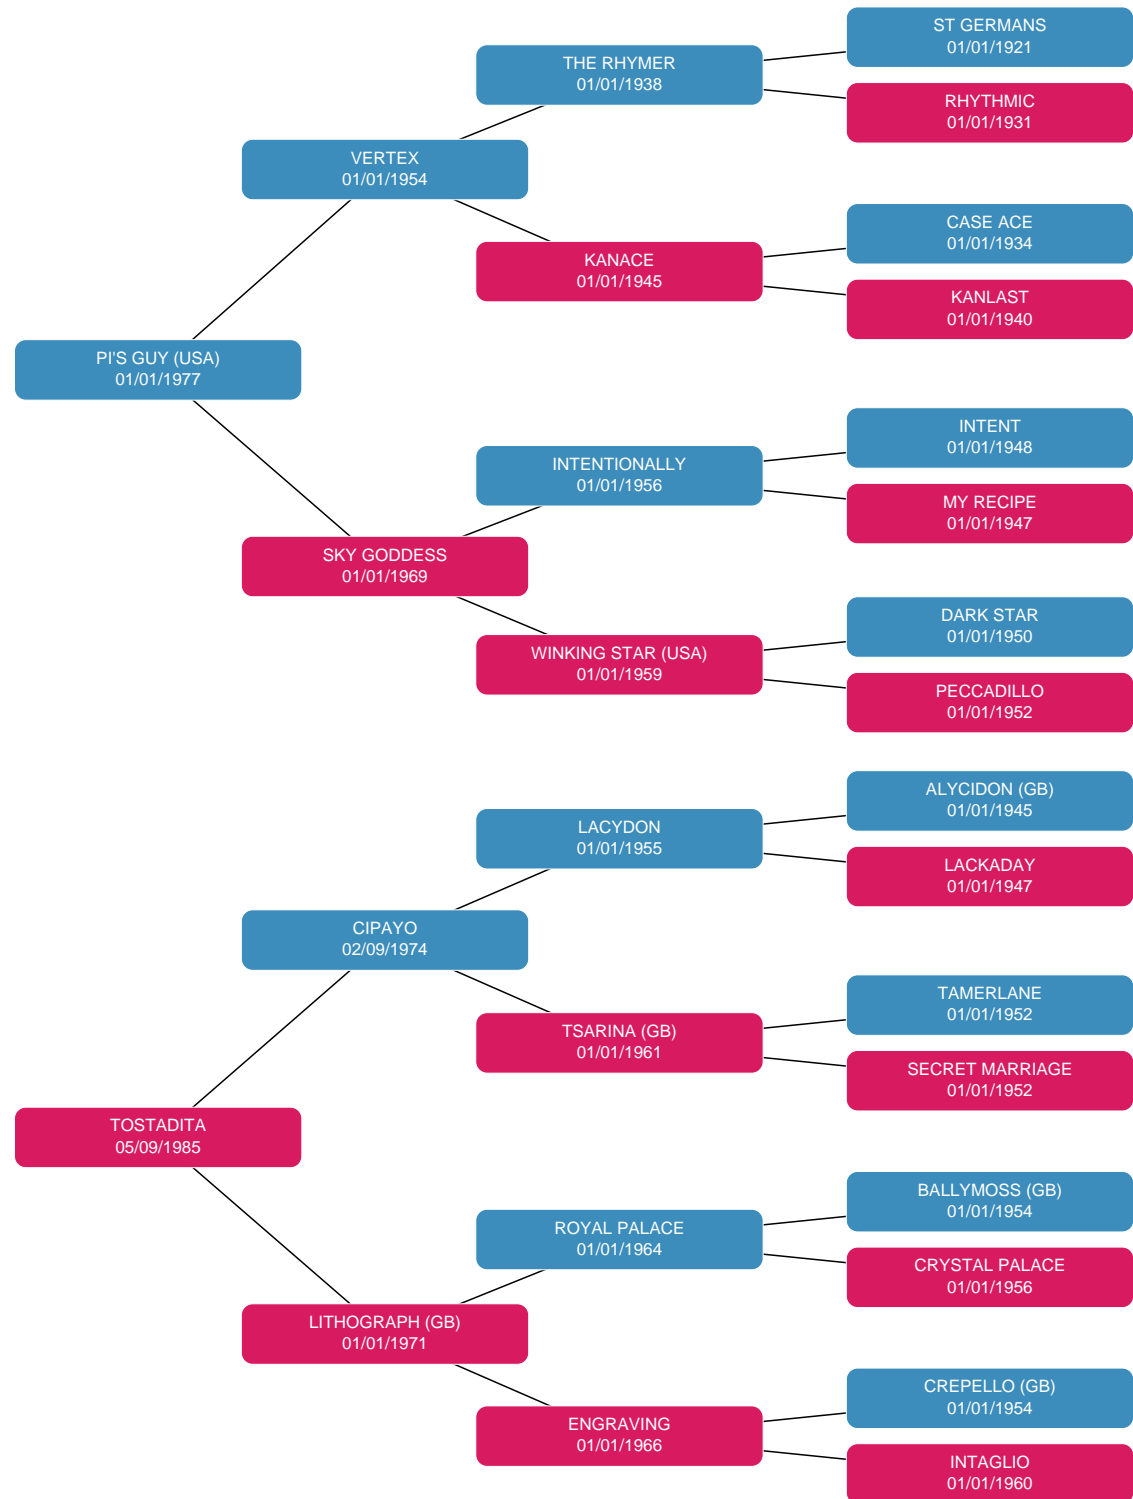 ST GERMANS
01/01/1921
THE RHYMER
01/01/1938
RHYTHMIC
01/01/1931
VERTEX
01/01/1954
CASE ACE
01/01/1934
KANACE
01/01/1945
KANLAST
01/01/1940
PI'S GUY (USA)
01/01/1977
INTENT
01/01/1948
INTENTIONALLY
01/01/1956
MY RECIPE
01/01/1947
SKY GODDESS
01/01/1969
DARK STAR
01/01/1950
WINKING STAR (USA)
01/01/1959
PECCADILLO
01/01/1952
ALYCIDON (GB)
01/01/1945
LACYDON
01/01/1955
LACKADAY
01/01/1947
CIPAYO
02/09/1974
TAMERLANE
01/01/1952
TSARINA (GB)
01/01/1961
SECRET MARRIAGE
01/01/1952
TOSTADITA
05/09/1985
BALLYMOSS (GB)
01/01/1954
ROYAL PALACE
01/01/1964
CRYSTAL PALACE
01/01/1956
LITHOGRAPH (GB)
01/01/1971
CREPELLO (GB)
01/01/1954
ENGRAVING
01/01/1966
INTAGLIO
01/01/1960